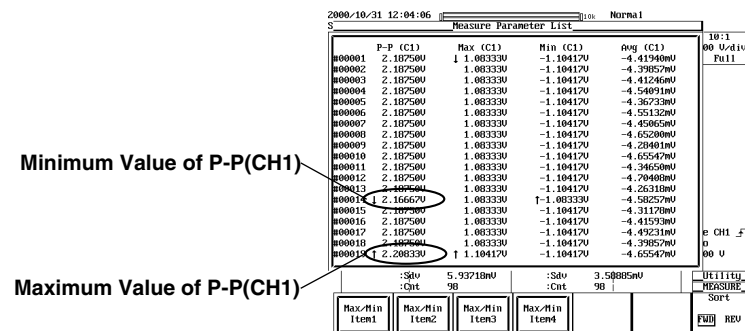 2000/10/31 12:04:06 10k Normal
S Measure Parameter List
10:1
P-P (C1) Max (C1) Min (C1) Avg (C1) 00 V/div
#00001 2.18750V ↓ 1.08333V -1.10417V -4.41940mV Full
#00002 2.18750V 1.08333V -1.10417V -4.39857mV
#00003 2.18750V 1.08333V -1.10417V -4.41246mV
#00004 2.18750V 1.08333V -1.10417V -4.54091mV
#00005 2.18750V 1.08333V -1.10417V -4.36733mV
#00006 2.18750V 1.08333V -1.10417V -4.55132mV
#00007 2.18750V 1.08333V -1.10417V -4.45065mV
#00008 2.18750V 1.08333V -1.10417V -4.65200mV
#00009 2.18750V 1.08333V -1.10417V -4.28401mV
#00010 2.18750V 1.08333V -1.10417V -4.65547mV
Minimum Value of P-P(CH1)
#00011 2.18750V 1.08333V -1.10417V -4.34650mV
#00012 2.18750V 1.08333V -1.10417V -4.70408mV
#00013 2.18750V 1.08333V -1.10417V -4.26318mV
#00014 ↓ 2.16667V 1.08333V ↑-1.08333V -4.58257mV
#00015 2.18750V 1.08333V -1.10417V -4.31178mV
#00016 2.18750V 1.08333V -1.10417V -4.41593mV
#00017 2.18750V 1.08333V -1.10417V -4.49231mV e CH1
#00018 2.18750V 1.08333V -1.10417V -4.39857mV o
#00019 ↑ 2.20833V ↑ 1.10417V -1.10417V -4.65547mV 00 V
Maximum Value of P-P(CH1)
:Sdv 5.93718mV :Sdv 3.58885mV Utility
:Cnt 98 :Cnt 98 MEASURE
Max/Min Item1 Max/Min Item2 Max/Min Item3 Max/Min Item4 Sort
FWD REV